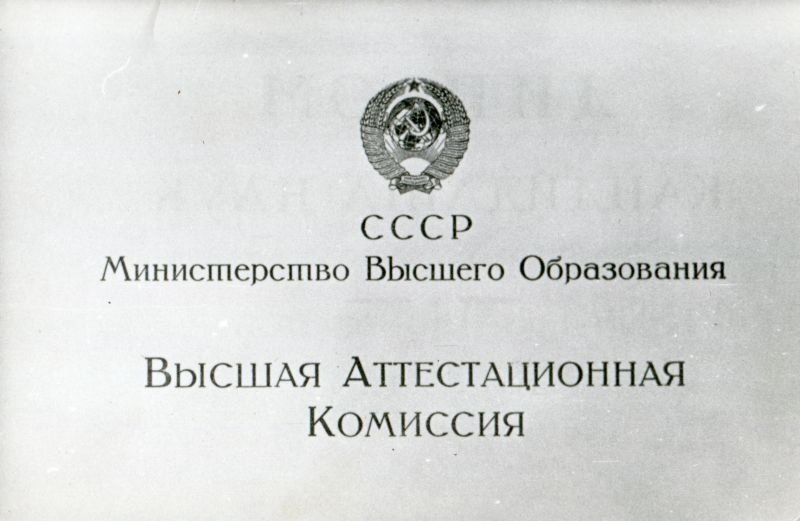 СССР
Министерство Высшего Образования
Высшая Аттестационная
Комиссия